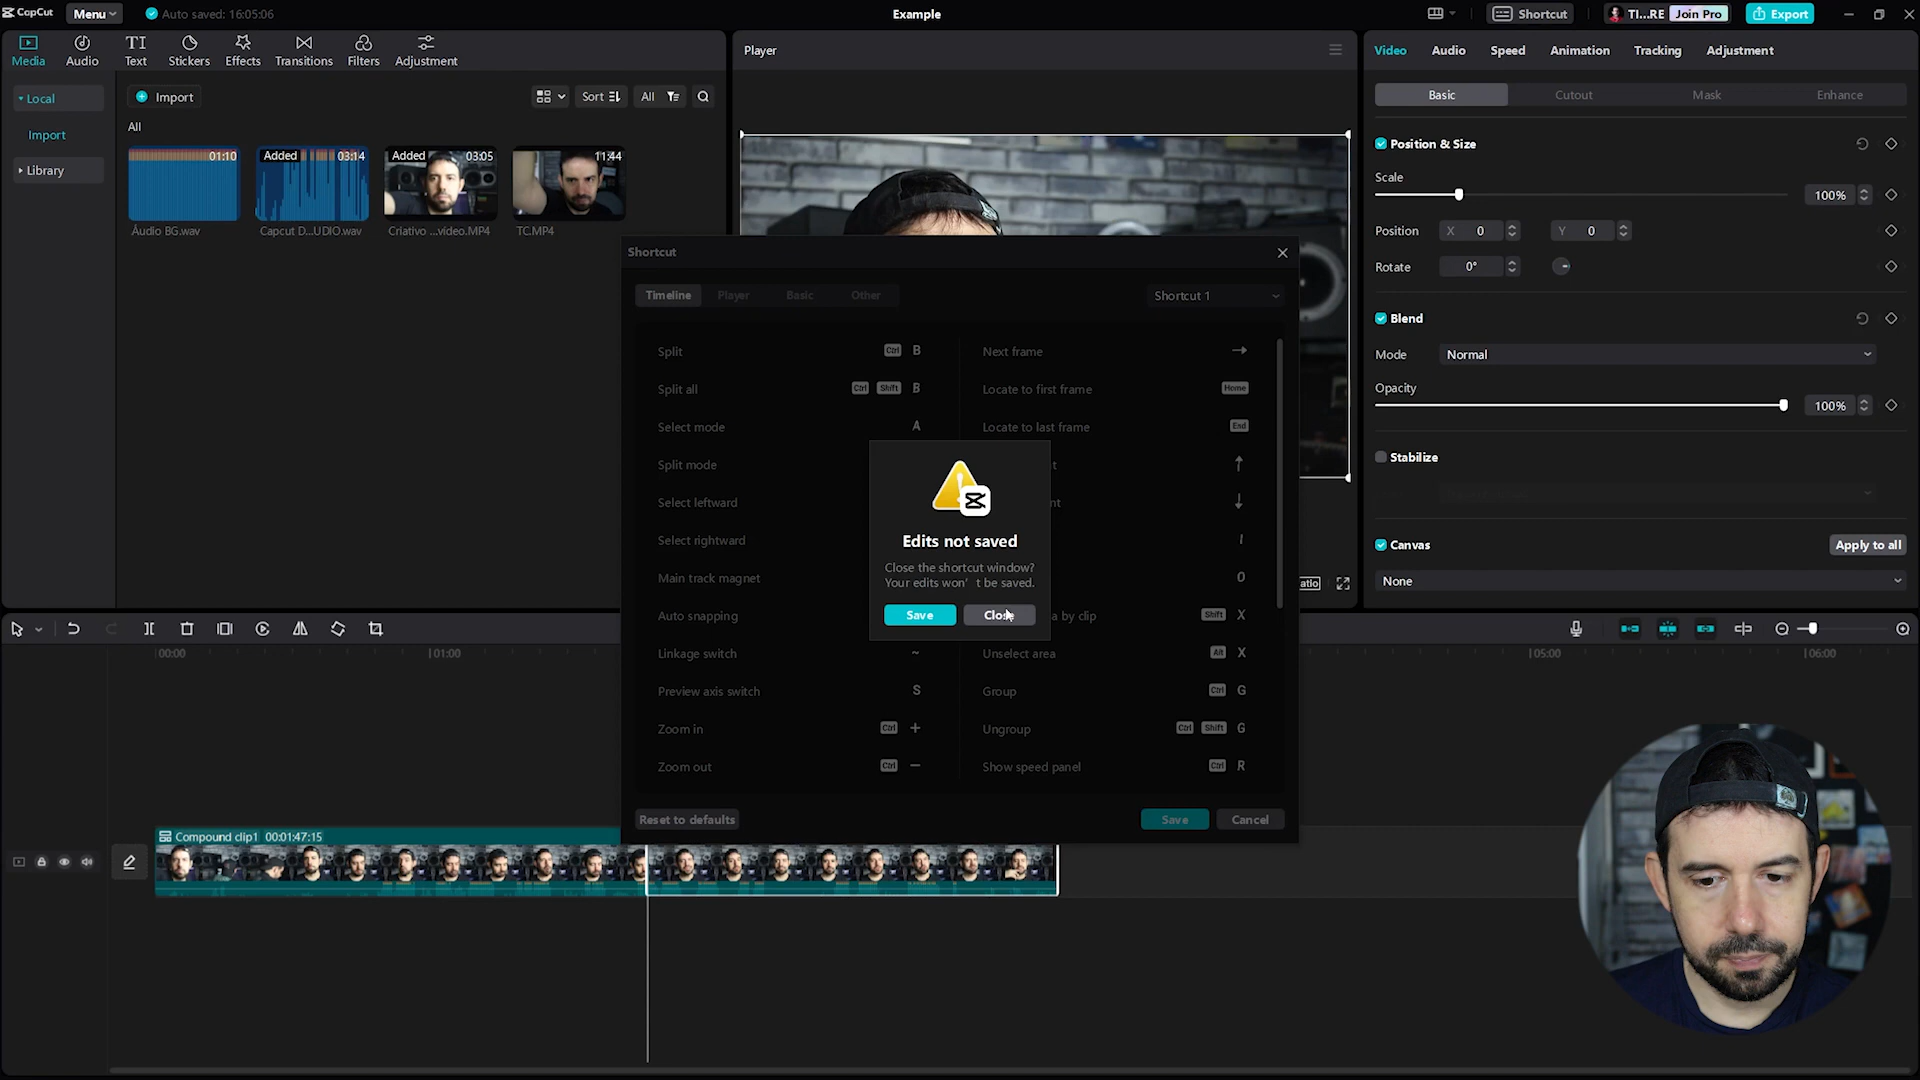 CapCut
Menu
Auto saved: 16:05:06
Example
Shortcut
TI...RE
Join Pro
Export
Media
Audio
Text
Stickers
Effects
Transitions
Filters
Adjustment
Player
Video
Audio
Speed
Animation
Tracking
Adjustment
Local
Import
Library
Import
Sort
All
All
01:10
Added
03:14
Added
03:05
11:44
Áudio BG.wav
Capcut D...UDIO.wav
Criativo ...video.MP4
TC.MP4
Basic
Cutout
Mask
Enhance
Position & Size
Scale
100%
Position
X 0
Y 0
Rotate
0°
Blend
Mode
Normal
Opacity
100%
Stabilize
Canvas
Apply to all
None
Shortcut
Timeline
Player
Basic
Other
Shortcut 1
Split
Ctrl B
Next frame
Split all
Ctrl Shift B
Locate to first frame
Home
Select mode
A
Locate to last frame
End
Split mode
t
Select leftward
nt
Select rightward
I
Main track magnet
O
Auto snapping
a by clip
Shift X
Linkage switch
~
Unselect area
Alt X
Preview axis switch
S
Group
Ctrl G
Zoom in
Ctrl +
Ungroup
Ctrl Shift G
Zoom out
Ctrl −
Show speed panel
Ctrl R
Reset to defaults
Save
Cancel
Edits not saved
Close the shortcut window?
Your edits won't be saved.
Save
Close
atio
00:00
01:00
05:00
06:00
Compound clip1 00:01:47:15